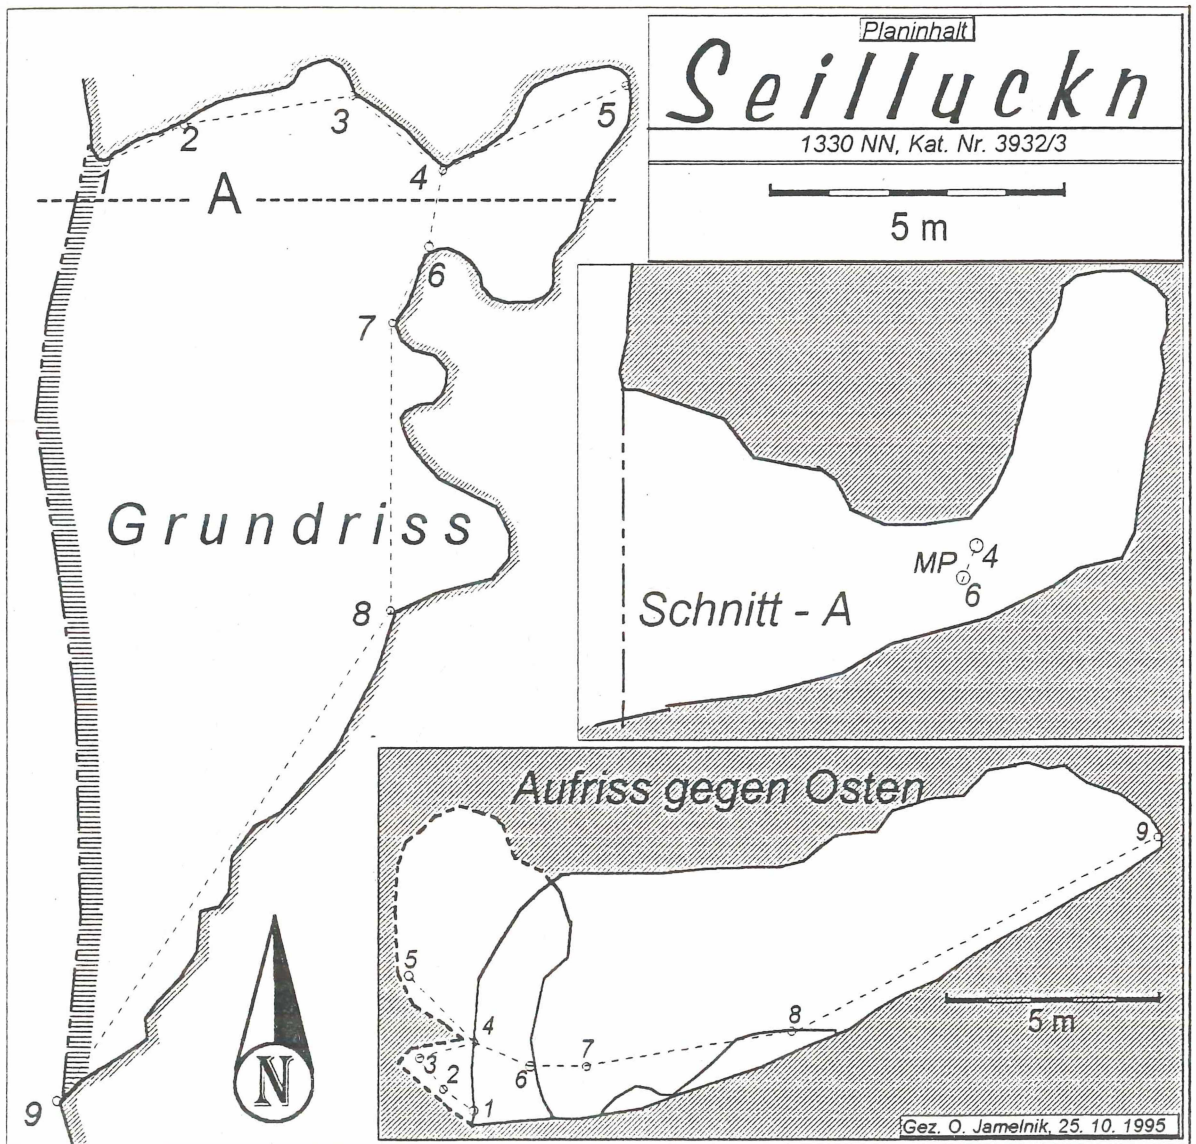 Planinhalt
Seilluckn
1330 NN, Kat. Nr. 3932/3
5 m
1
2
3
4
5
A
6
7
Grundriss
8
9
N
MP
4
6
Schnitt - A
Aufriss gegen Osten
9
5
4
3
2
1
6
7
8
5 m
Gez. O. Jamelnik, 25. 10. 1995